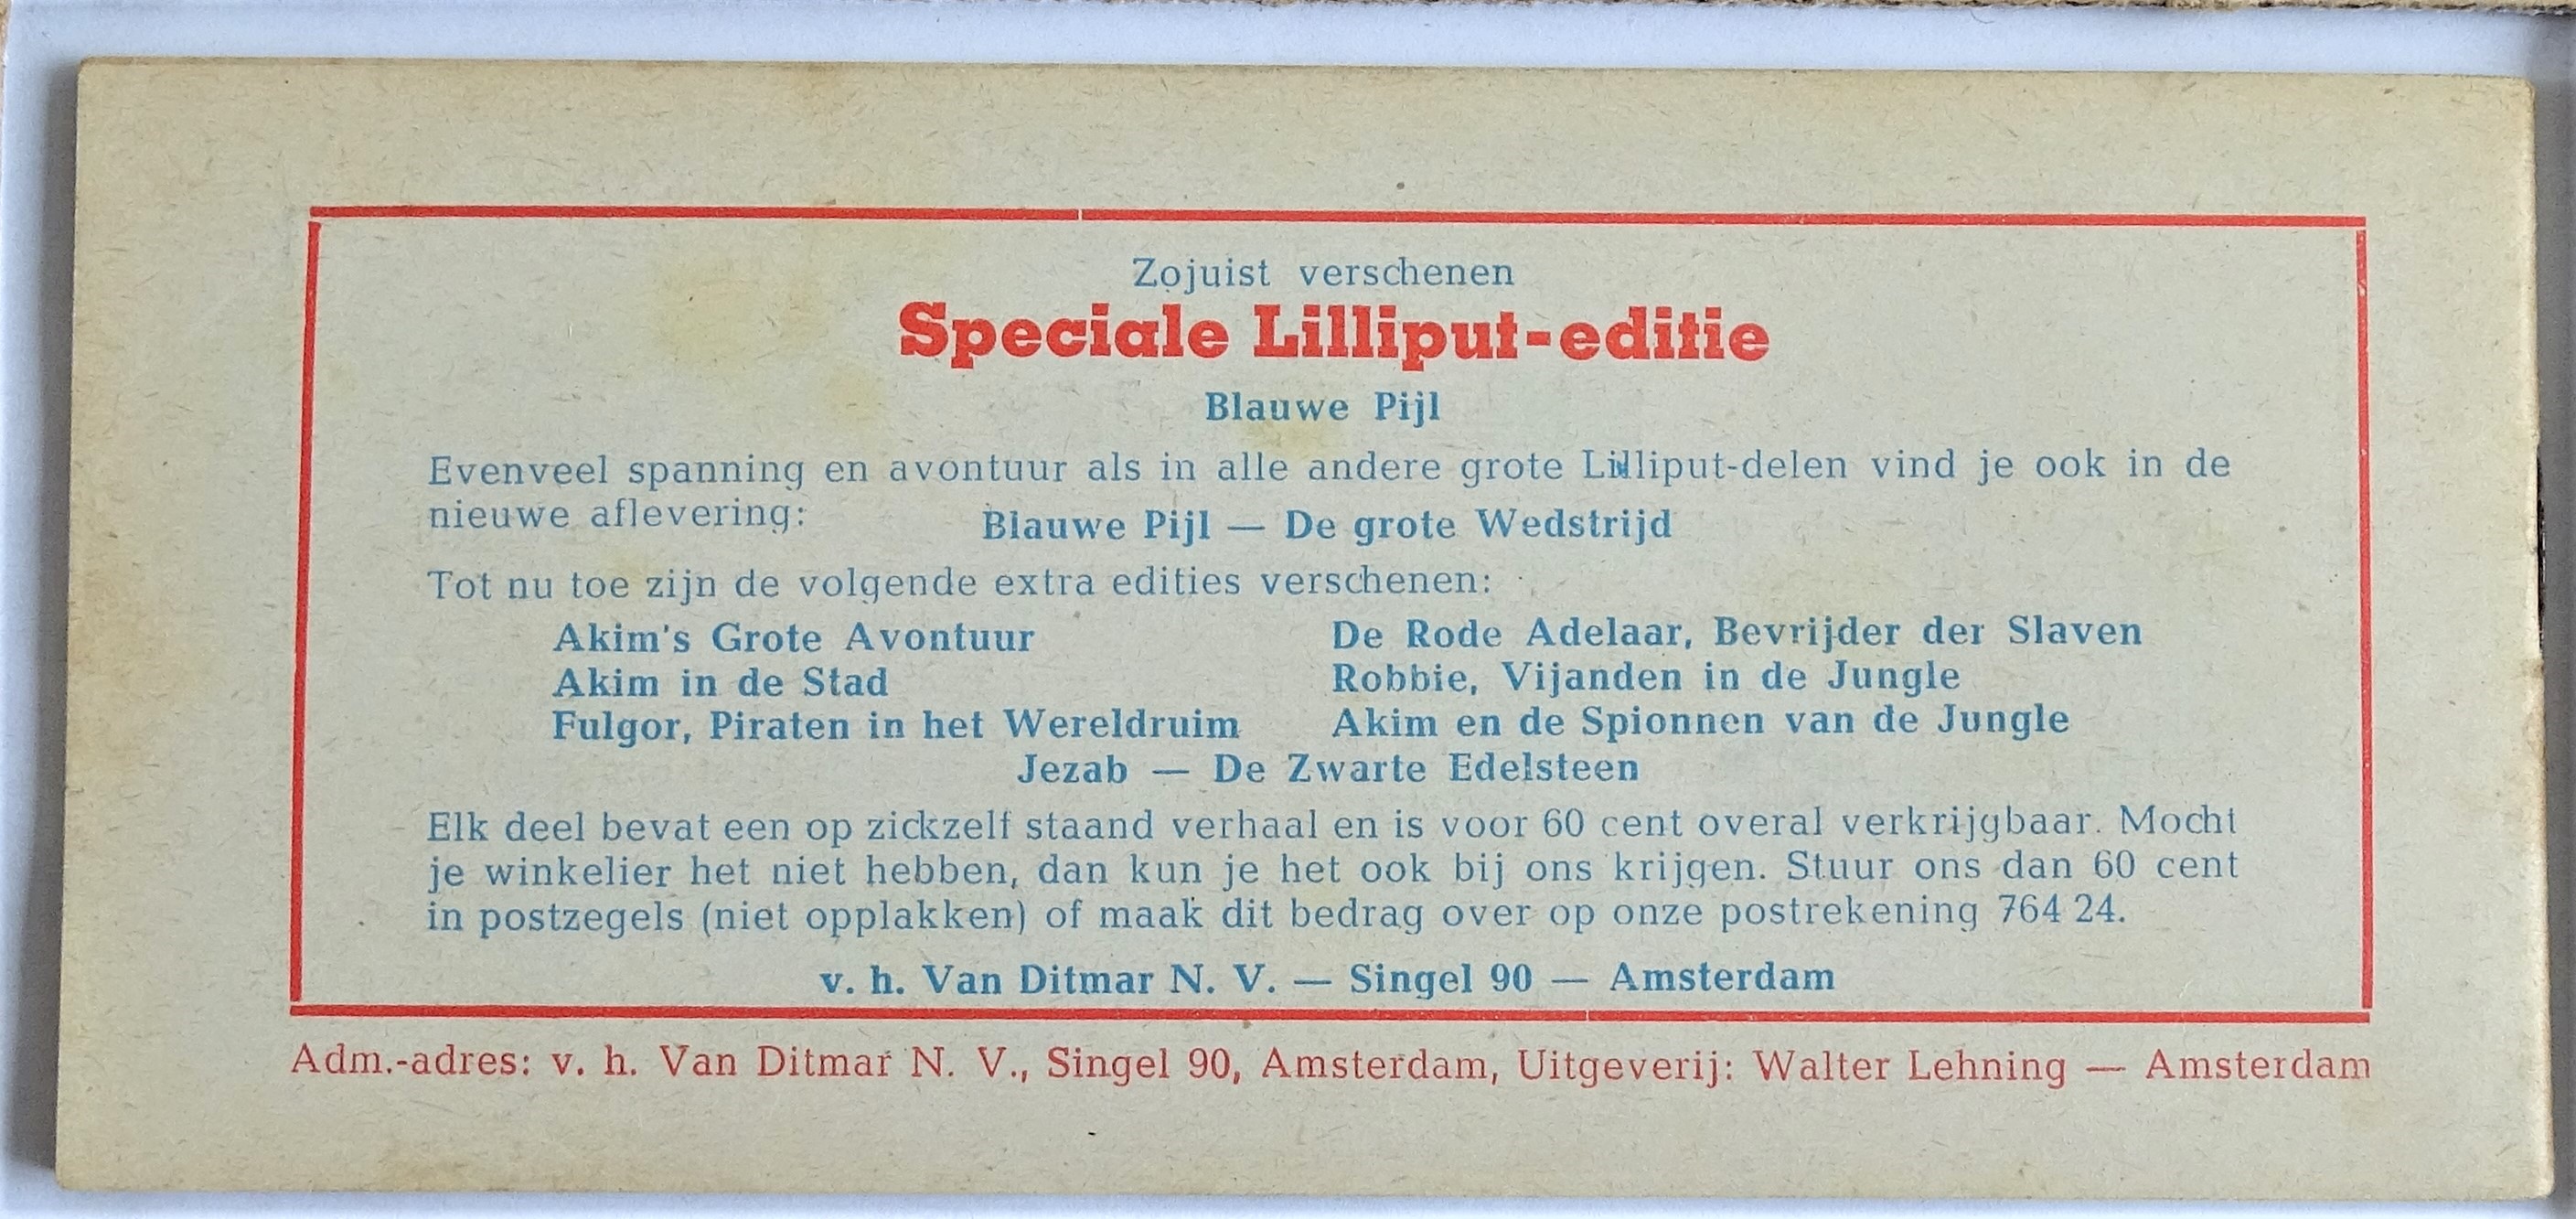 Zojuist verschenen
Speciale Lilliput-editie
Blauwe Pijl
Evenveel spanning en avontuur als in alle andere grote Lilliput-delen vind je ook in de
nieuwe aflevering:
Blauwe Pijl — De grote Wedstrijd
Tot nu toe zijn de volgende extra edities verschenen:
Akim's Grote Avontuur
Akim in de Stad
Fulgor, Piraten in het Wereldruim
De Rode Adelaar, Bevrijder der Slaven
Robbie, Vijanden in de Jungle
Akim en de Spionnen van de Jungle
Jezab — De Zwarte Edelsteen
Elk deel bevat een op zickzelf staand verhaal en is voor 60 cent overal verkrijgbaar. Mocht
je winkelier het niet hebben, dan kun je het ook bij ons krijgen. Stuur ons dan 60 cent
in postzegels (niet opplakken) of maak dit bedrag over op onze postrekening 764 24.
v. h. Van Ditmar N. V. — Singel 90 — Amsterdam
Adm.-adres: v. h. Van Ditmar N. V., Singel 90, Amsterdam, Uitgeverij: Walter Lehning — Amsterdam